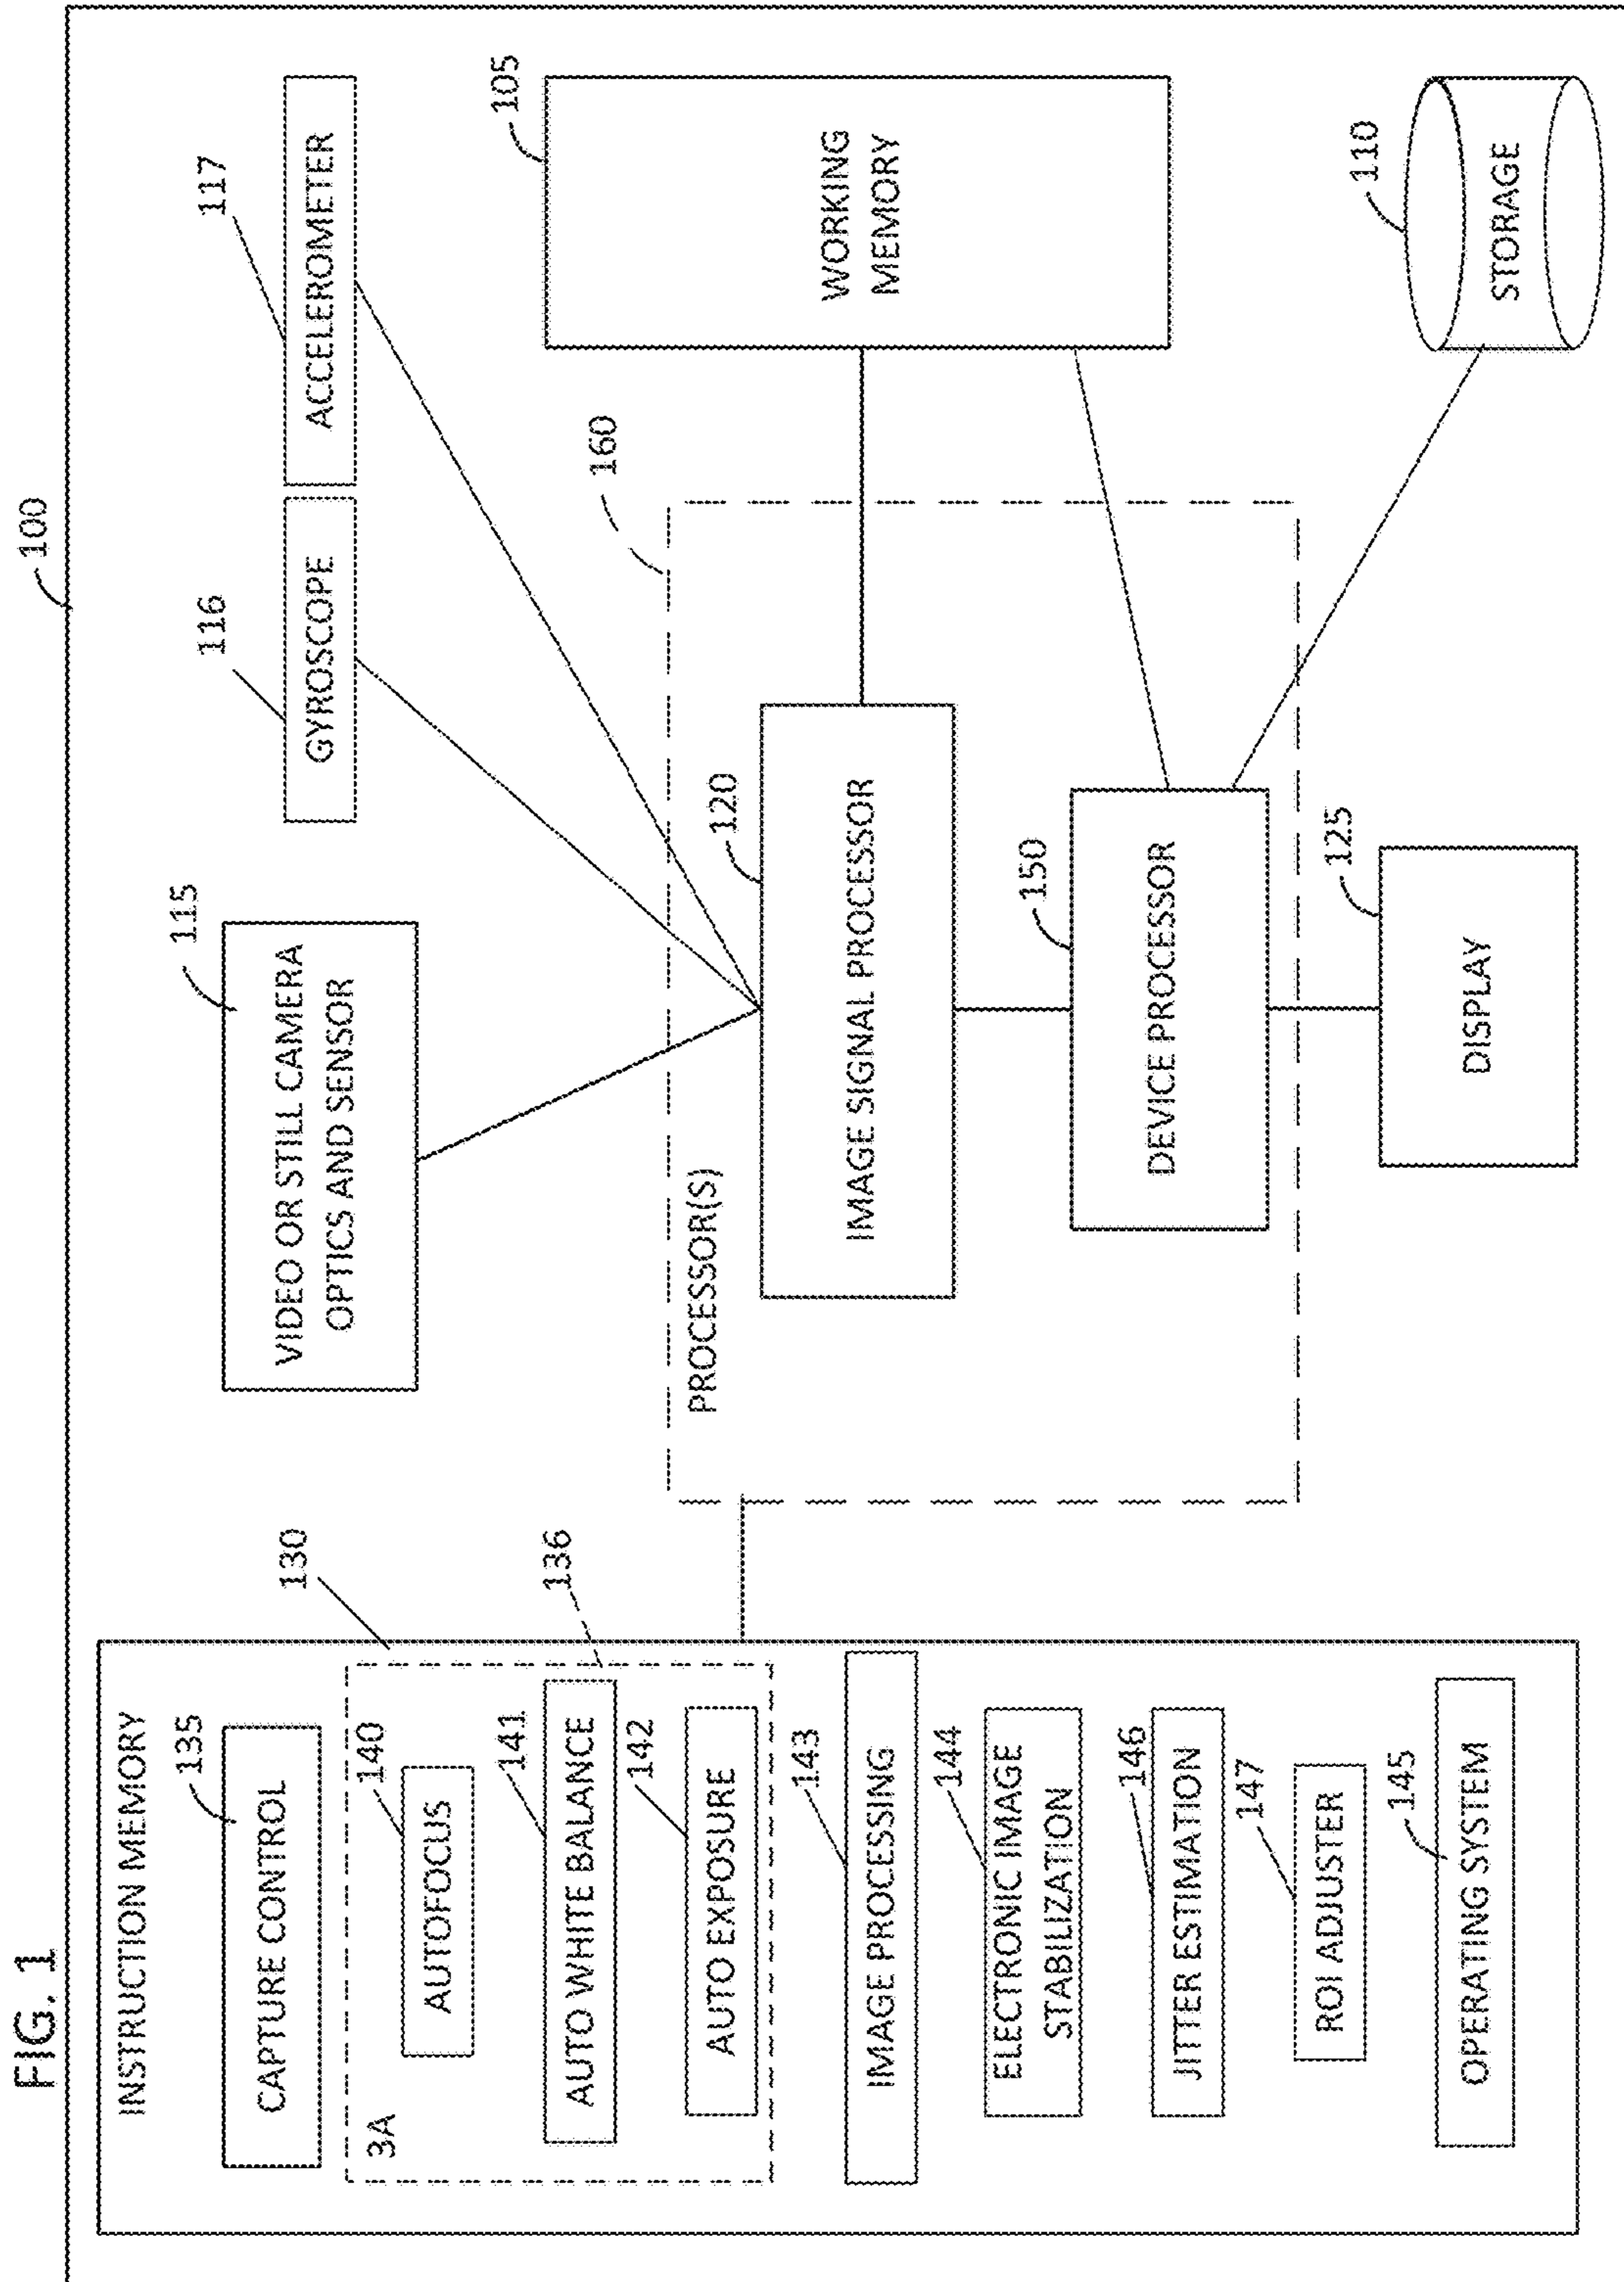 FIG. 1
100
INSTRUCTION MEMORY
130
135
CAPTURE CONTROL
136
3A
140
AUTOFOCUS
141
AUTO WHITE BALANCE
142
AUTO EXPOSURE
143
IMAGE PROCESSING
144
ELECTRONIC IMAGE
STABILIZATION
146
JITTER ESTIMATION
147
ROI ADJUSTER
145
OPERATING SYSTEM
115
VIDEO OR STILL CAMERA
OPTICS AND SENSOR
116
GYROSCOPE
117
ACCELEROMETER
160
PROCESSOR(S)
120
IMAGE SIGNAL PROCESSOR
150
DEVICE PROCESSOR
125
DISPLAY
105
WORKING
MEMORY
110
STORAGE